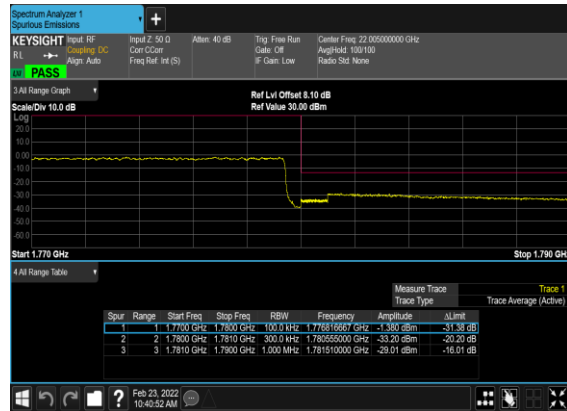 Spectrum Analyzer 1
Spurious Emissions
KEYSIGHT Input: RF Input Z: 50 Ω Atten: 40 dB Trig: Free Run Center Freq: 22.005000000 GHz
RL Coupling: DC Corr CCorr Gate: Off Avg|Hold: 100/100
Align: Auto Freq Ref: Int (S) IF Gain: Low Radio Std: None
PASS
3 All Range Graph
Ref Lvl Offset 8.10 dB
Scale/Div 10.0 dB Ref Value 30.00 dBm
Log
20.0
10.0
0.00
-10.0
-20.0
-30.0
-40.0
-50.0
-60.0
Start 1.770 GHz Stop 1.790 GHz
4 All Range Table
Measure Trace Trace 1
Trace Type Trace Average (Active)
Spur Range Start Freq Stop Freq RBW Frequency Amplitude ΔLimit
1 1 1.7700 GHz 1.7800 GHz 100.0 kHz 1.776816667 GHz -1.380 dBm -31.38 dB
2 2 1.7800 GHz 1.7810 GHz 300.0 kHz 1.780555000 GHz -33.20 dBm -20.20 dB
3 3 1.7810 GHz 1.7900 GHz 1.000 MHz 1.781510000 GHz -29.01 dBm -16.01 dB
Feb 23, 2022
10:40:52 AM